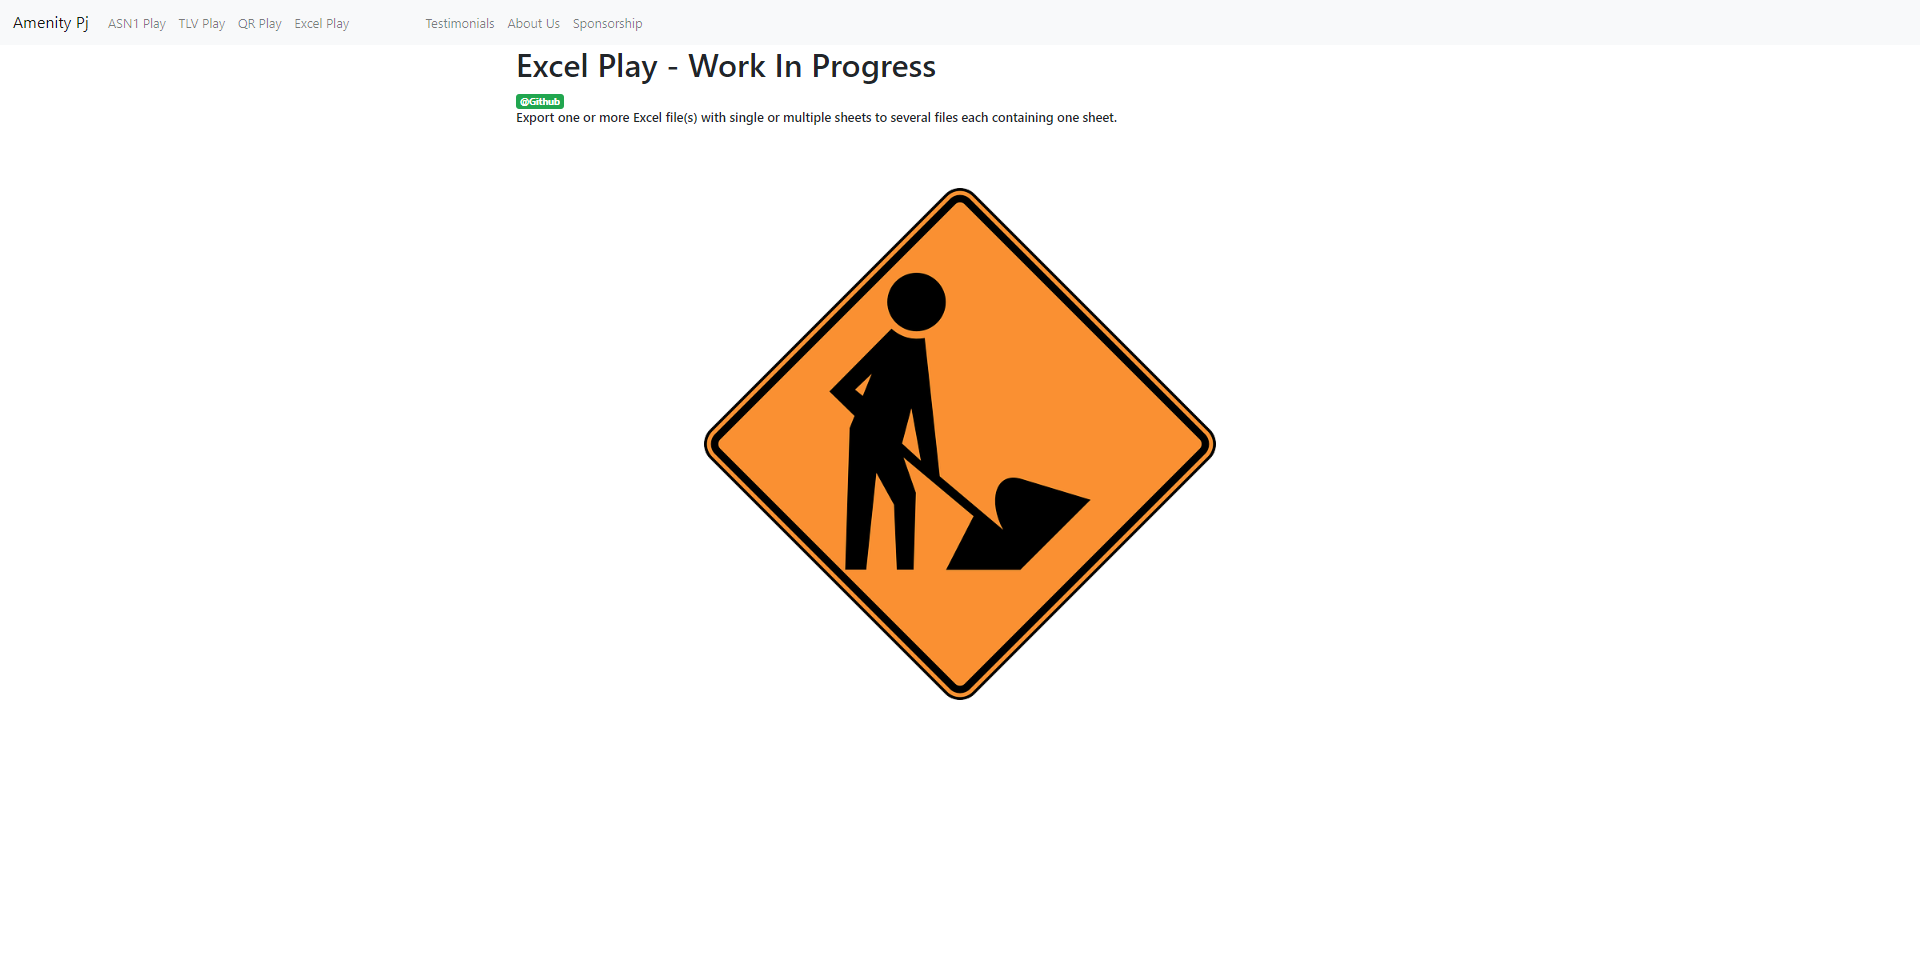 Amenity Pj ASN1 Play TLV Play QR Play Excel Play Testimonials About Us Sponsorship
Excel Play - Work In Progress
@Github
Export one or more Excel file(s) with single or multiple sheets to several files each containing one sheet.